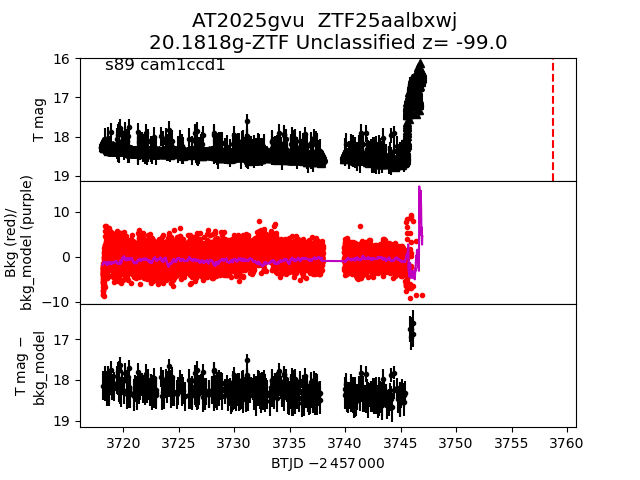 AT2025gvu  ZTF25aalbxwj
20.1818g-ZTF Unclassified z= -99.0
s89 cam1ccd1
16
17
18
19
T mag
10
0
−10
Bkg (red)/
bkg_model (purple)
17
18
19
T mag −
bkg_model
3720 3725 3730 3735 3740 3745 3750 3755 3760
BTJD −2 457 000